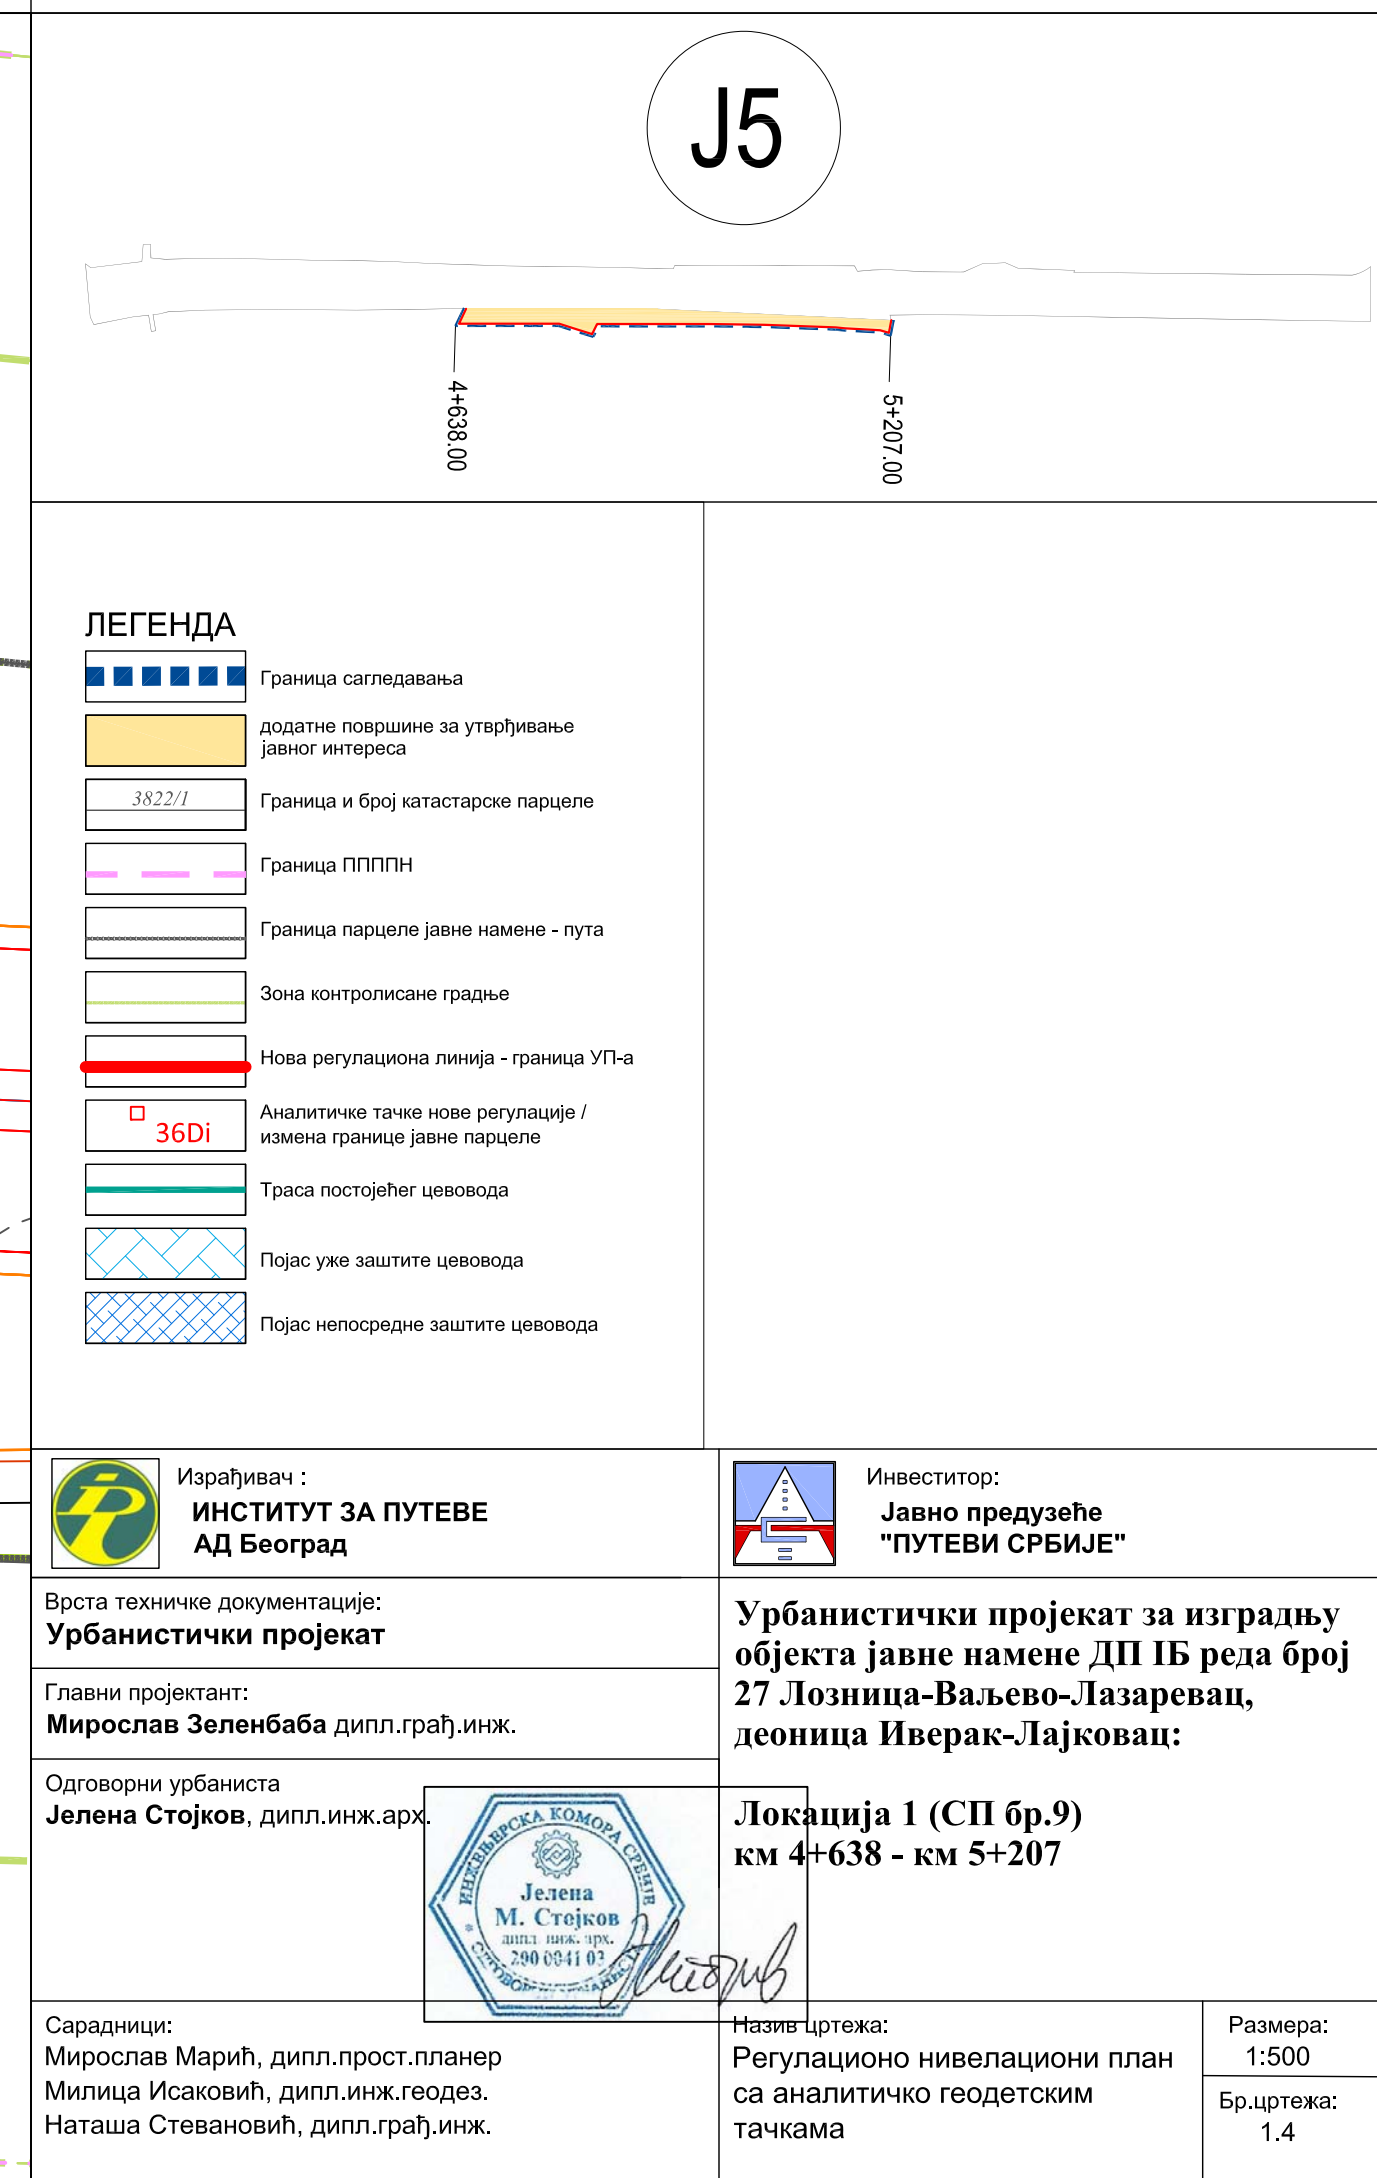 J5
4+638.00
5+207.00
ЛЕГЕНДА
Граница сагледавања
додатне површине за утврђивање
јавног интереса
3822/1
Граница и број катастарске парцеле
Граница ППППН
Граница парцеле јавне намене - пута
Зона контролисане градње
Нова регулациона линија - граница УП-а
36Di
Аналитичке тачке нове регулације /
измена границе јавне парцеле
Траса постојећег цевовода
Појас уже заштите цевовода
Појас непосредне заштите цевовода
Израђивач :
ИНСТИТУТ ЗА ПУТЕВЕ
АД Београд
Инвеститор:
Јавно предузеће
"ПУТЕВИ СРБИЈЕ"
Врста техничке документације:
Урбанистички пројекат
Главни пројектант:
Мирослав Зеленбаба дипл.грађ.инж.
Одговорни урбаниста
Јелена Стојков, дипл.инж.арх.
ИНЖЕЊЕРСКА КОМОРА СРБИЈЕ
Јелена
М. Стојков
дипл. инж. арх.
200 0041 03
Урбанистички пројекат за изградњу
објекта јавне намене ДП IБ реда број
27 Лозница-Ваљево-Лазаревац,
деоница Иверак-Лајковац:
Локација 1 (СП бр.9)
км 4+638 - км 5+207
Сарадници:
Мирослав Марић, дипл.прост.планер
Милица Исаковић, дипл.инж.геодез.
Наташа Стевановић, дипл.грађ.инж.
Назив цртежа:
Регулационо нивелациони план
са аналитичко геодетским
тачкама
Размера:
1:500
Бр.цртежа:
1.4